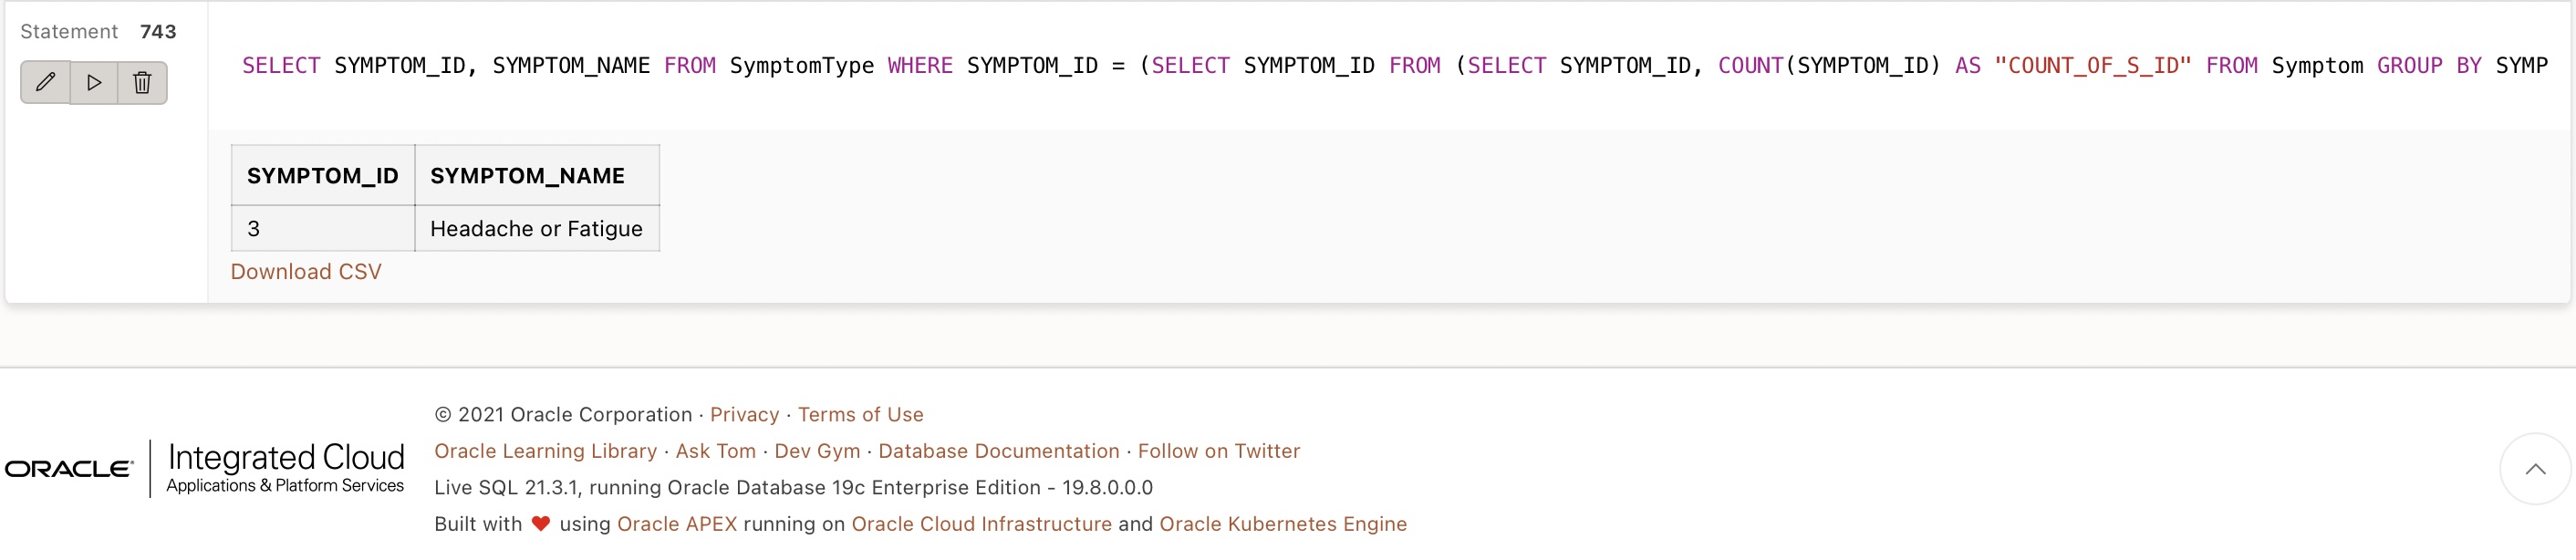 Statement 743
SELECT SYMPTOM_ID, SYMPTOM_NAME FROM SymptomType WHERE SYMPTOM_ID = (SELECT SYMPTOM_ID FROM (SELECT SYMPTOM_ID, COUNT(SYMPTOM_ID) AS "COUNT_OF_S_ID" FROM Symptom GROUP BY SYMP
SYMPTOM_ID SYMPTOM_NAME
3 Headache or Fatigue
Download CSV
ORACLE® Integrated Cloud
Applications & Platform Services
© 2021 Oracle Corporation · Privacy · Terms of Use
Oracle Learning Library · Ask Tom · Dev Gym · Database Documentation · Follow on Twitter
Live SQL 21.3.1, running Oracle Database 19c Enterprise Edition - 19.8.0.0.0
Built with ♥ using Oracle APEX running on Oracle Cloud Infrastructure and Oracle Kubernetes Engine